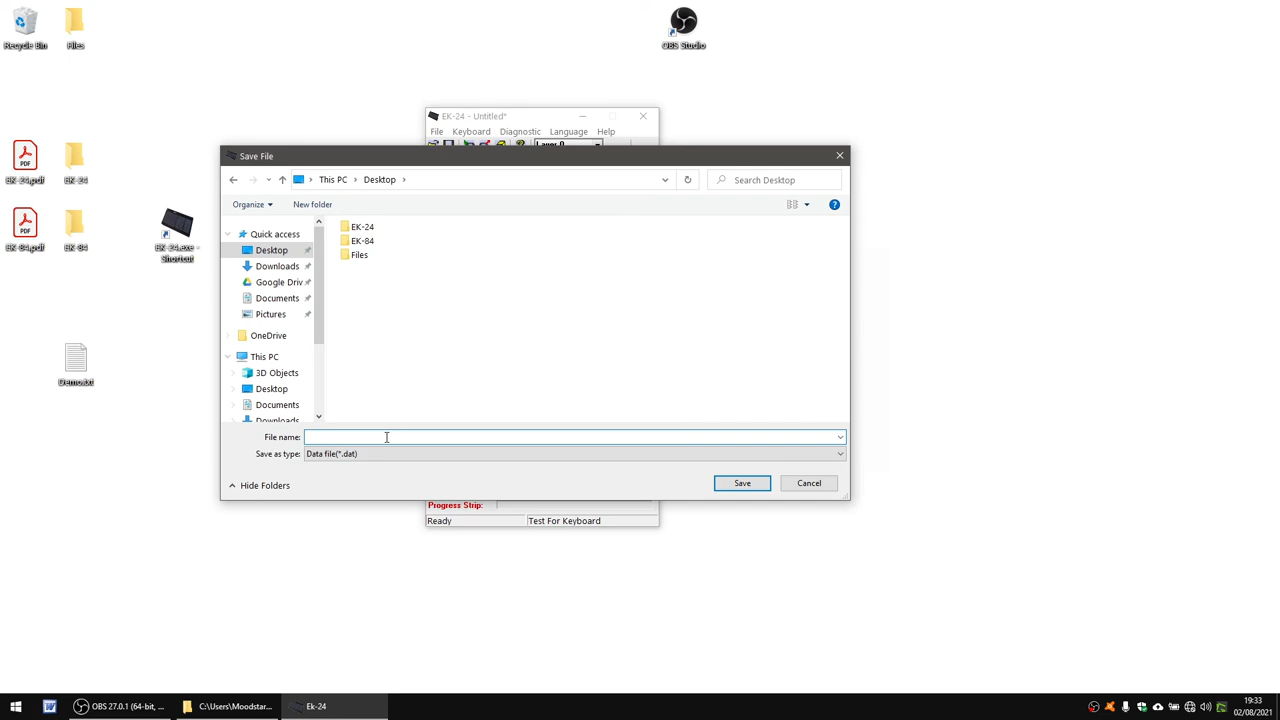 Recycle Bin
Files
OBS Studio
EK-24.pdf
EK-24
EK-84.pdf
EK-84
EK-24.exe -
Shortcut
Demo.txt
EK-24 - Untitled*
File Keyboard Diagnostic Language Help
Layer 0
Save File
This PC Desktop
Search Desktop
Organize New folder
Quick access
Desktop
Downloads
Google Driv
Documents
Pictures
OneDrive
This PC
3D Objects
Desktop
Documents
Downloads
EK-24
EK-84
Files
File name:
Save as type: Data file(*.dat)
Hide Folders
Save Cancel
Progress Strip:
Ready Test For Keyboard
OBS 27.0.1 (64-bit, ...
C:\Users\Moodstar...
Ek-24
19:33
02/08/2021